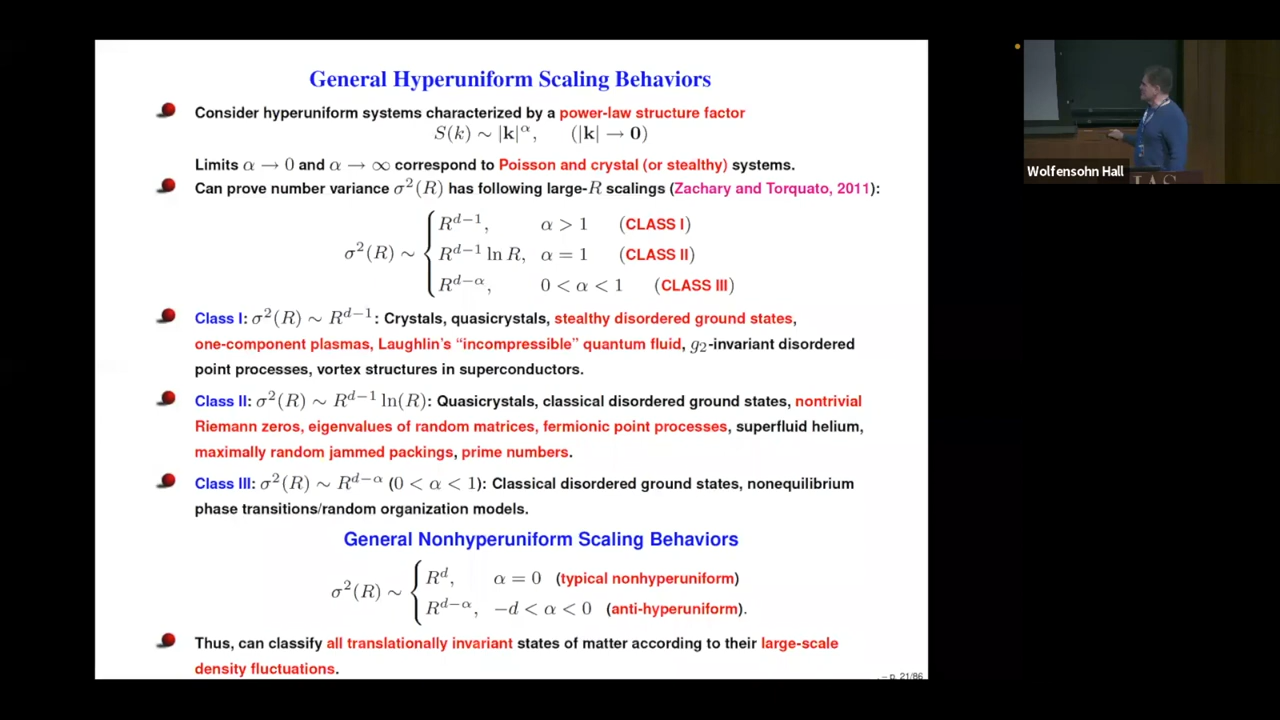 General Hyperuniform Scaling Behaviors
Consider hyperuniform systems characterized by a power-law structure factor
S(k) ∼ |k|^α, (|k| → 0)
Limits α → 0 and α → ∞ correspond to Poisson and crystal (or stealthy) systems.
Can prove number variance σ²(R) has following large-R scalings (Zachary and Torquato, 2011):
σ²(R) ∼ { R^{d−1}, α > 1 (CLASS I)
R^{d−1} ln R, α = 1 (CLASS II)
R^{d−α}, 0 < α < 1 (CLASS III)
Class I: σ²(R) ∼ R^{d−1}: Crystals, quasicrystals, stealthy disordered ground states,
one-component plasmas, Laughlin's "incompressible" quantum fluid, g₂-invariant disordered
point processes, vortex structures in superconductors.
Class II: σ²(R) ∼ R^{d−1} ln(R): Quasicrystals, classical disordered ground states, nontrivial
Riemann zeros, eigenvalues of random matrices, fermionic point processes, superfluid helium,
maximally random jammed packings, prime numbers.
Class III: σ²(R) ∼ R^{d−α} (0 < α < 1): Classical disordered ground states, nonequilibrium
phase transitions/random organization models.
General Nonhyperuniform Scaling Behaviors
σ²(R) ∼ { R^d, α = 0 (typical nonhyperuniform)
R^{d−α}, −d < α < 0 (anti-hyperuniform).
Thus, can classify all translationally invariant states of matter according to their large-scale
density fluctuations.
. – p. 21/86
Wolfensohn Hall
IAS